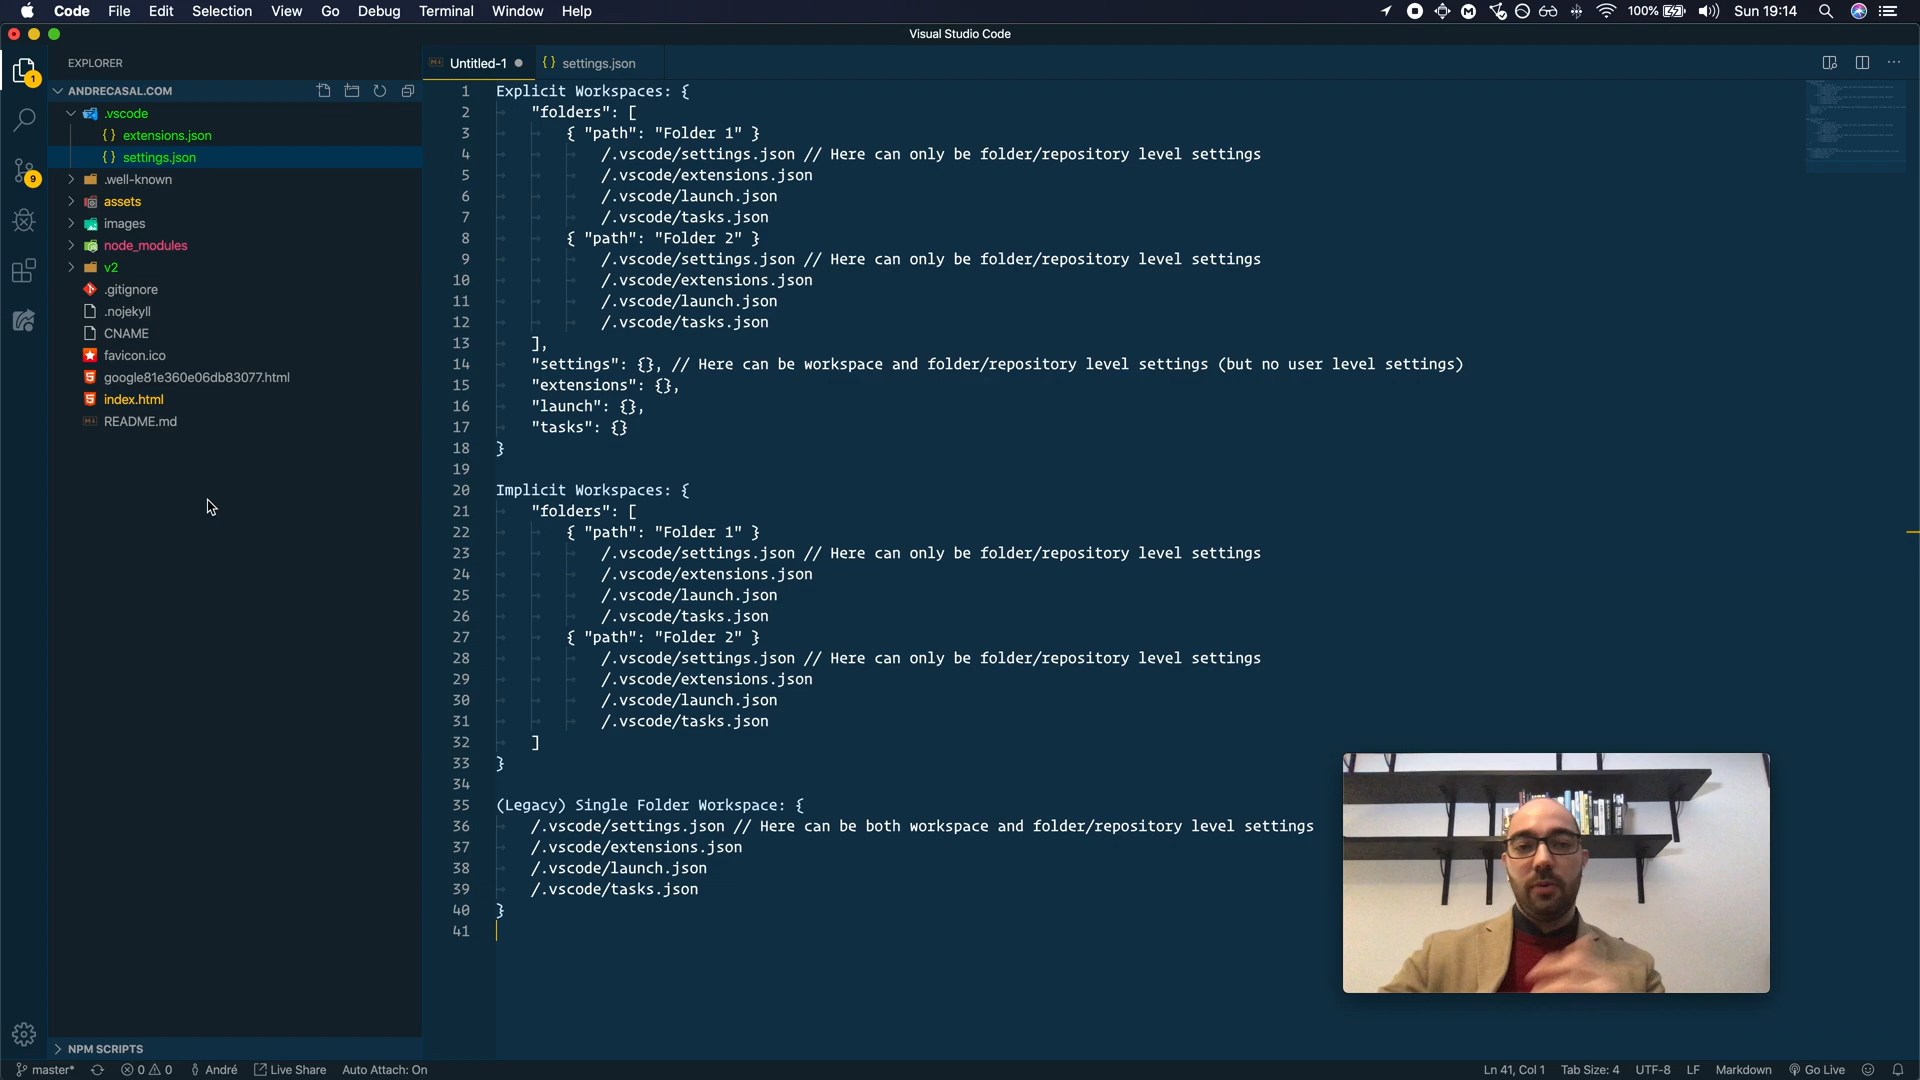 Code File Edit Selection View Go Debug Terminal Window Help
100% Sun 19:14
Visual Studio Code
EXPLORER
ANDRECASAL.COM
.vscode
{} extensions.json
{} settings.json
.well-known
assets
images
node_modules
v2
.gitignore
.nojekyll
CNAME
favicon.ico
google81e360e06db83077.html
index.html
README.md
NPM SCRIPTS
1
9
Untitled-1 {} settings.json
1 Explicit Workspaces: {
2 "folders": [
3 { "path": "Folder 1" }
4 /.vscode/settings.json // Here can only be folder/repository level settings
5 /.vscode/extensions.json
6 /.vscode/launch.json
7 /.vscode/tasks.json
8 { "path": "Folder 2" }
9 /.vscode/settings.json // Here can only be folder/repository level settings
10 /.vscode/extensions.json
11 /.vscode/launch.json
12 /.vscode/tasks.json
13 ],
14 "settings": {}, // Here can be workspace and folder/repository level settings (but no user level settings)
15 "extensions": {},
16 "launch": {},
17 "tasks": {}
18 }
19
20 Implicit Workspaces: {
21 "folders": [
22 { "path": "Folder 1" }
23 /.vscode/settings.json // Here can only be folder/repository level settings
24 /.vscode/extensions.json
25 /.vscode/launch.json
26 /.vscode/tasks.json
27 { "path": "Folder 2" }
28 /.vscode/settings.json // Here can only be folder/repository level settings
29 /.vscode/extensions.json
30 /.vscode/launch.json
31 /.vscode/tasks.json
32 ]
33 }
34
35 (Legacy) Single Folder Workspace: {
36 /.vscode/settings.json // Here can be both workspace and folder/repository level settings
37 /.vscode/extensions.json
38 /.vscode/launch.json
39 /.vscode/tasks.json
40 }
41
master* 0 0 André Live Share Auto Attach: On Ln 41, Col 1 Tab Size: 4 UTF-8 LF Markdown Go Live